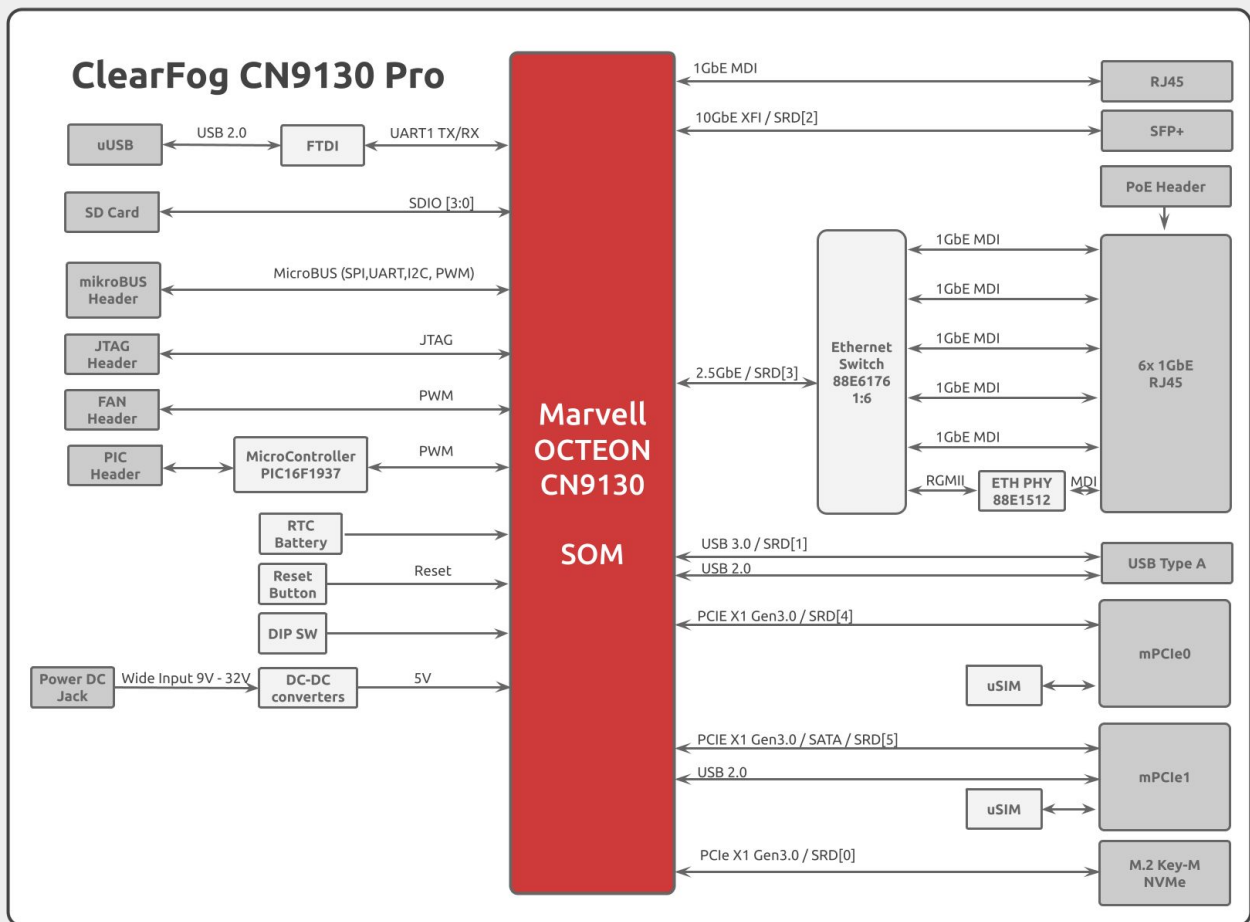 ClearFog CN9130 Pro
uUSB
USB 2.0
FTDI
UART1 TX/RX
SD Card
SDIO [3:0]
mikroBUS
Header
MicroBUS (SPI,UART,I2C, PWM)
JTAG
Header
JTAG
FAN
Header
PWM
PIC
Header
MicroController
PIC16F1937
PWM
RTC
Battery
Reset
Button
Reset
DIP SW
Power DC
Jack
Wide Input 9V - 32V
DC-DC
converters
5V
Marvell
OCTEON
CN9130
SOM
1GbE MDI
RJ45
10GbE XFI / SRD[2]
SFP+
PoE Header
2.5GbE / SRD[3]
Ethernet
Switch
88E6176
1:6
1GbE MDI
1GbE MDI
1GbE MDI
1GbE MDI
1GbE MDI
RGMII
ETH PHY
88E1512
MDI
6x 1GbE
RJ45
USB 3.0 / SRD[1]
USB 2.0
USB Type A
PCIE X1 Gen3.0 / SRD[4]
mPCIe0
uSIM
PCIE X1 Gen3.0 / SATA / SRD[5]
USB 2.0
mPCIe1
uSIM
PCIe X1 Gen3.0 / SRD[0]
M.2 Key-M
NVMe